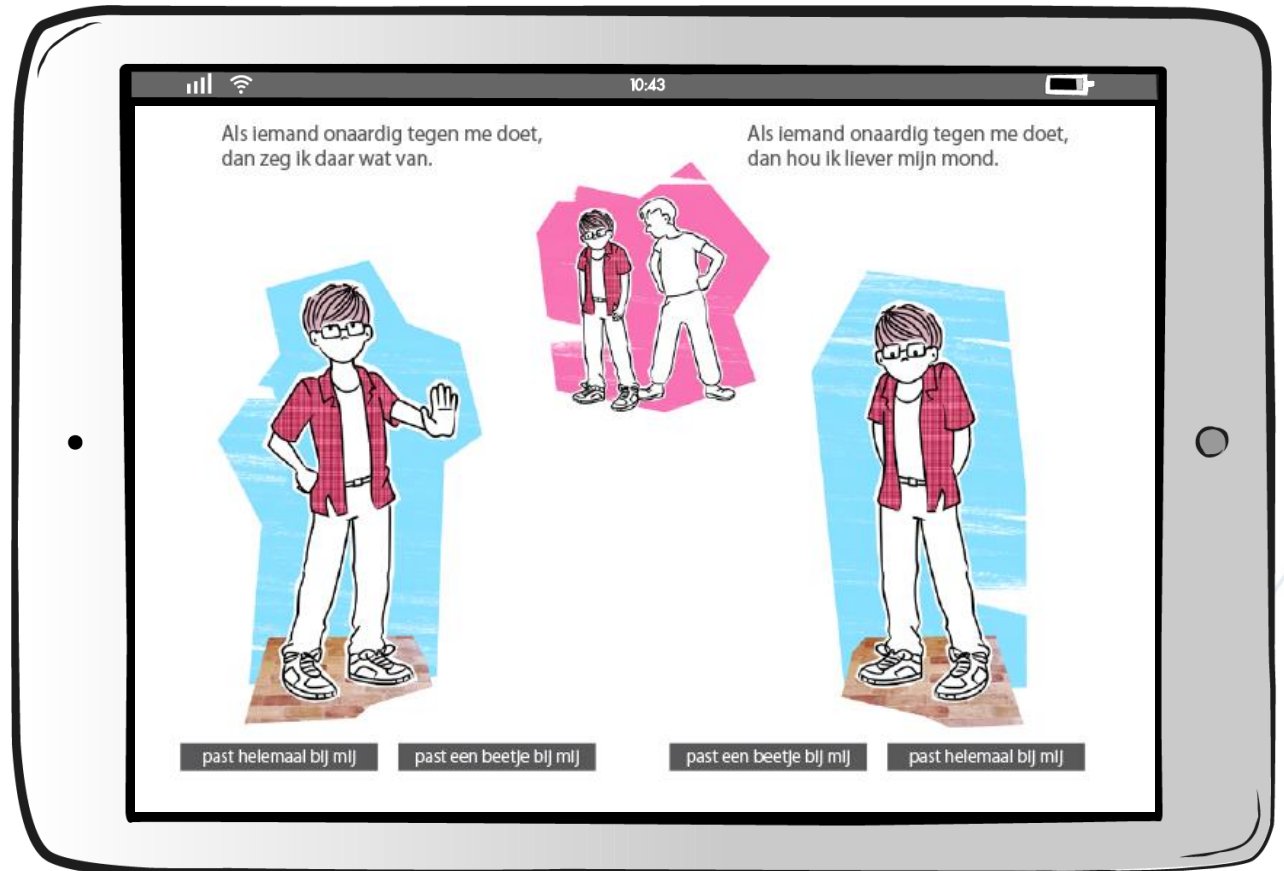 10:43
Als iemand onaardig tegen me doet,
dan zeg ik daar wat van.
Als iemand onaardig tegen me doet,
dan hou ik liever mijn mond.
past helemaal bij mij
past een beetje bij mij
past een beetje bij mij
past helemaal bij mij